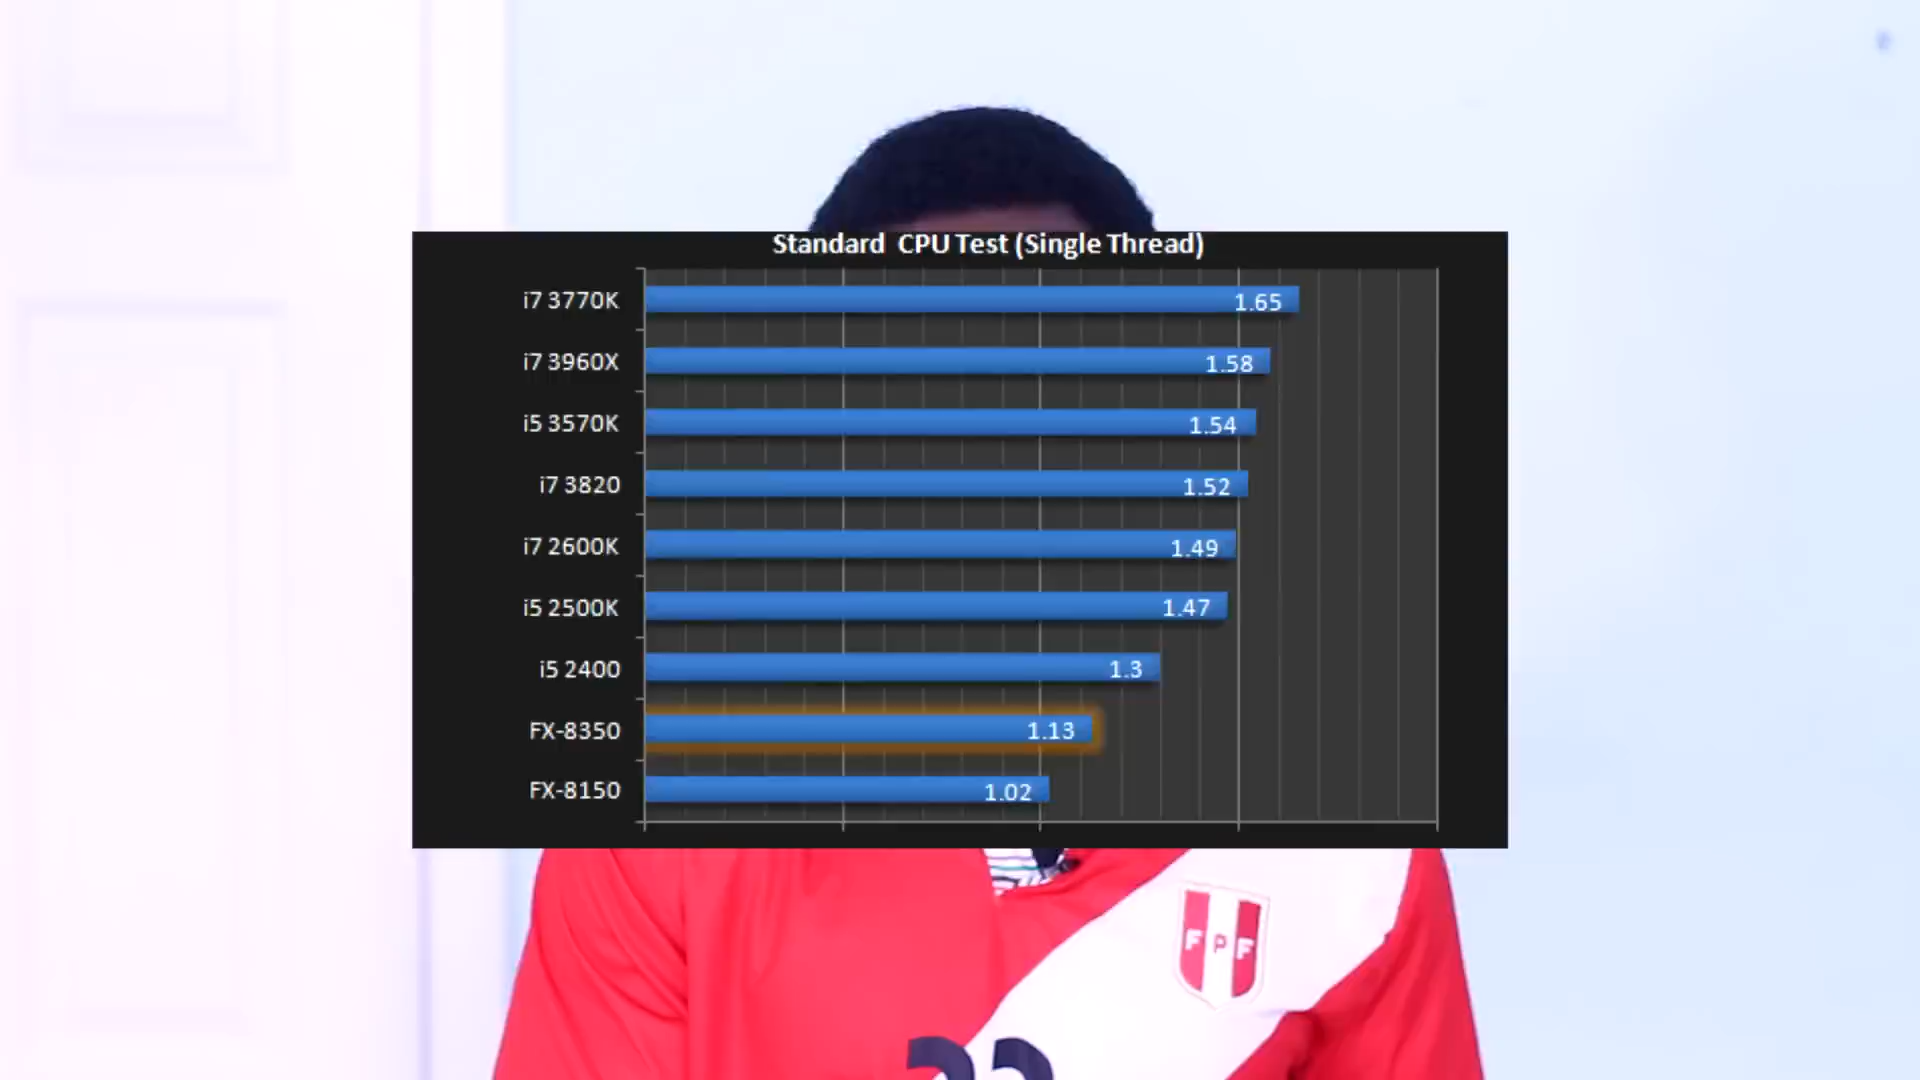 Standard CPU Test (Single Thread)
i7 3770K 1.65
i7 3960X 1.58
i5 3570K 1.54
i7 3820 1.52
i7 2600K 1.49
i5 2500K 1.47
i5 2400 1.3
FX-8350 1.13
FX-8150 1.02
F P F